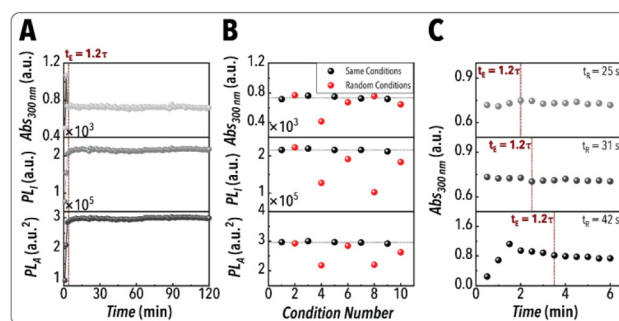 A
t_E = 1.2τ
Abs_300 nm (a.u.)
1.2
0.8
0.4
×10³
PL_I (a.u.)
2
1
×10⁵
PL_A (a.u.²)
3
2
1
0 30 60 90 120
Time (min)
B
Same Conditions
Random Conditions
Abs_300 nm (a.u.)
1.2
0.8
0.4
×10³
PL_I (a.u.)
2
1
×10⁵
PL_A (a.u.²)
4
3
2
0 2 4 6 8 10
Condition Number
C
t_E = 1.2τ
t_R = 25 s
0.9
0.6
t_E = 1.2τ
t_R = 31 s
Abs_300 nm (a.u.)
0.9
0.6
t_E = 1.2τ
t_R = 42 s
1.8
0.9
0.0
0 2 4 6
Time (min)